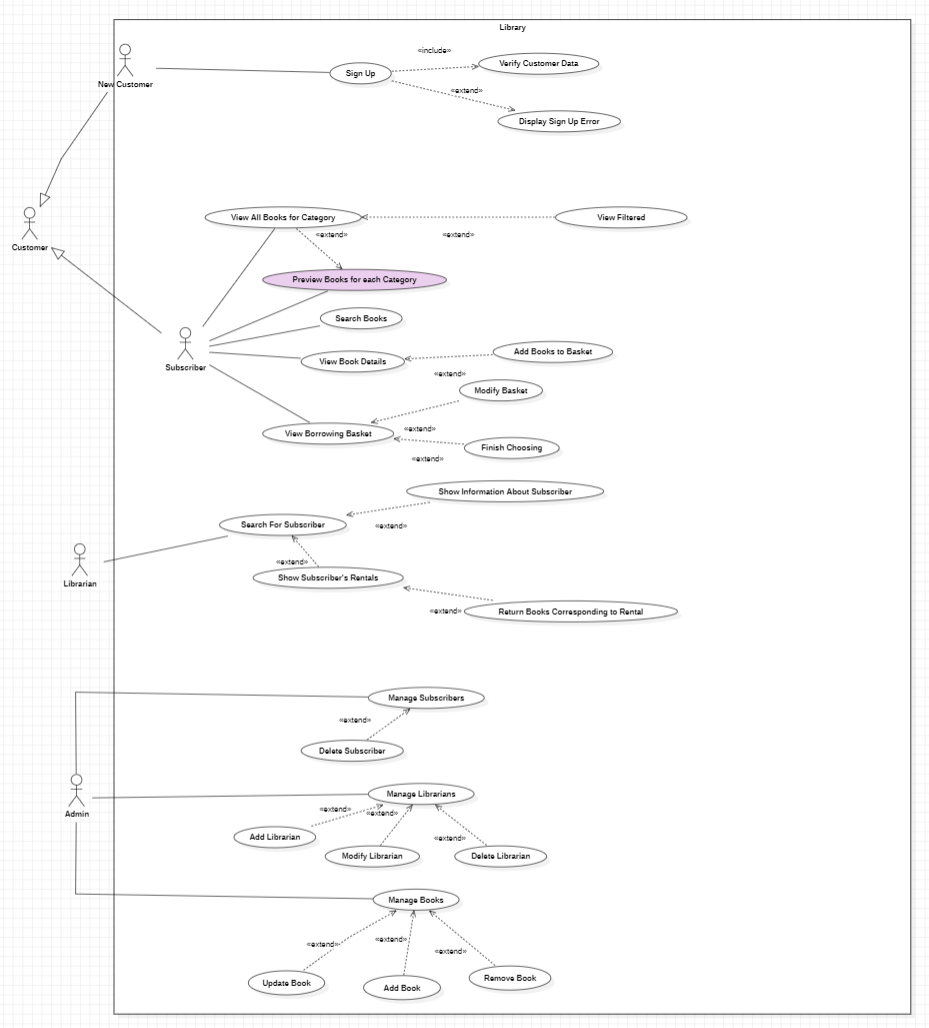 Library
New Customer
Sign Up
«include»
Verify Customer Data
«extend»
Display Sign Up Error
Customer
View All Books for Category
View Filtered
«extend»
«extend»
Preview Books for each Category
Search Books
Subscriber
View Book Details
Add Books to Basket
«extend»
Modify Basket
View Borrowing Basket
«extend»
Finish Choosing
«extend»
Show Information About Subscriber
Search For Subscriber
«extend»
Librarian
«extend»
Show Subscriber's Rentals
«extend»
Return Books Corresponding to Rental
Manage Subscribers
«extend»
Delete Subscriber
Admin
Manage Librarians
«extend»
«extend»
Add Librarian
«extend»
Modify Librarian
Delete Librarian
Manage Books
«extend»
«extend»
«extend»
Update Book
Add Book
Remove Book